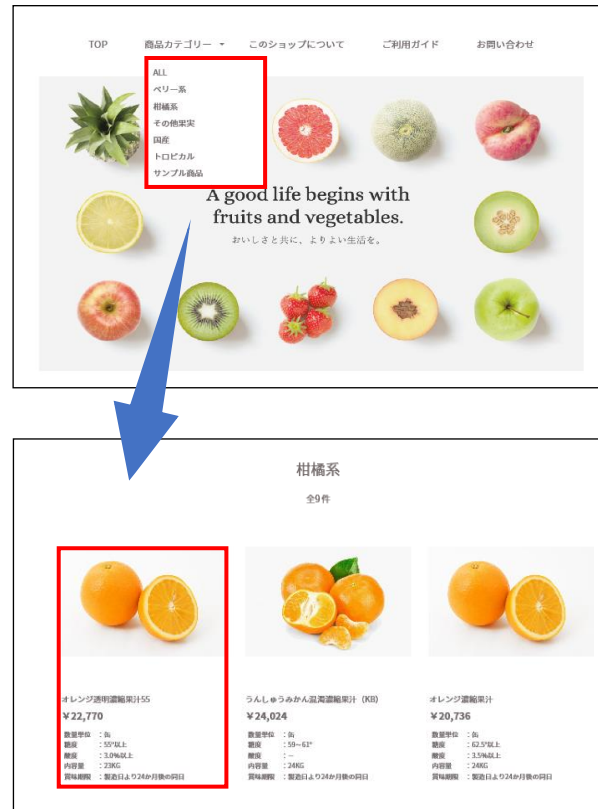 TOP 商品カテゴリー このショップについて ご利用ガイド お問い合わせ
ALL
ベリー系
柑橘系
その他果実
国産
トロピカル
サンプル商品
A good life begins with
fruits and vegetables.
おいしさと共に、よりよい生活を。
柑橘系
全9件
オレンジ透明濃縮果汁55
¥22,770
数量単位 : 缶
糖度 : 55°以上
酸度 : 3.0%以上
内容量 : 23KG
賞味期限 : 製造日より24か月後の同日
うんしゅうみかん混濁濃縮果汁（KB）
¥24,024
数量単位 : 缶
糖度 : 59～61°
酸度 : －
内容量 : 24KG
賞味期限 : 製造日より24か月後の同日
オレンジ濃縮果汁
¥20,736
数量単位 : 缶
糖度 : 62.5°以上
酸度 : 3.5%以上
内容量 : 24KG
賞味期限 : 製造日より24か月後の同日